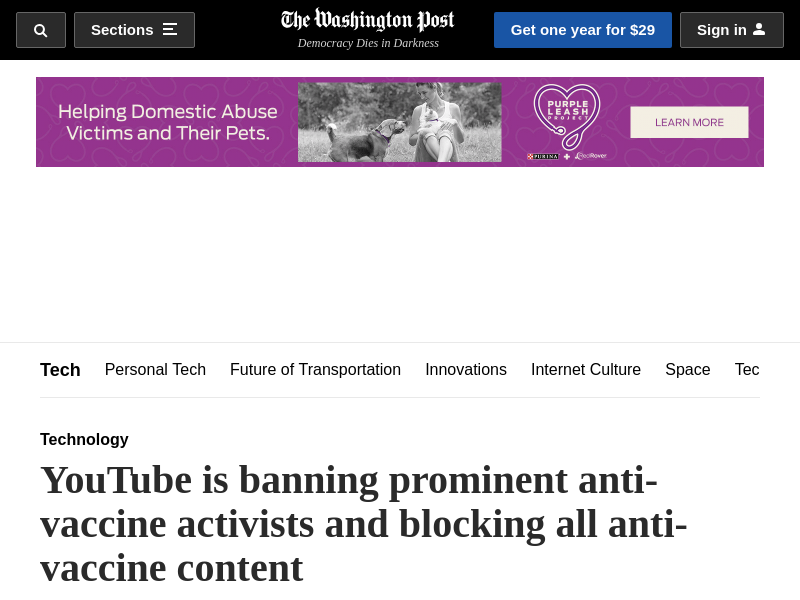 Sections
The Washington Post
Democracy Dies in Darkness
Get one year for $29
Sign in
Helping Domestic Abuse
Victims and Their Pets.
PURPLE
LEASH
PROJECT
PURINA
RedRover
LEARN MORE
Tech Personal Tech Future of Transportation Innovations Internet Culture Space Tec
Technology
YouTube is banning prominent anti-
vaccine activists and blocking all anti-
vaccine content